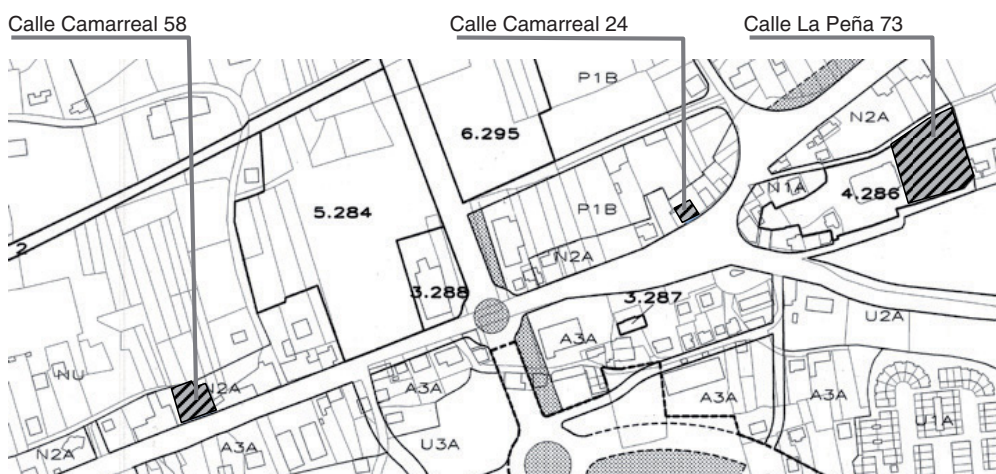 Calle Camarreal 58
Calle Camarreal 24
Calle La Peña 73
P1B
6.295
N2A
N1A
4.286
5.284
P1B
2
N2A
3.288
3.287
A3A
U2A
NU
N2A
A3A
A3A
A3A
U1A
N2A
A3A
U3A